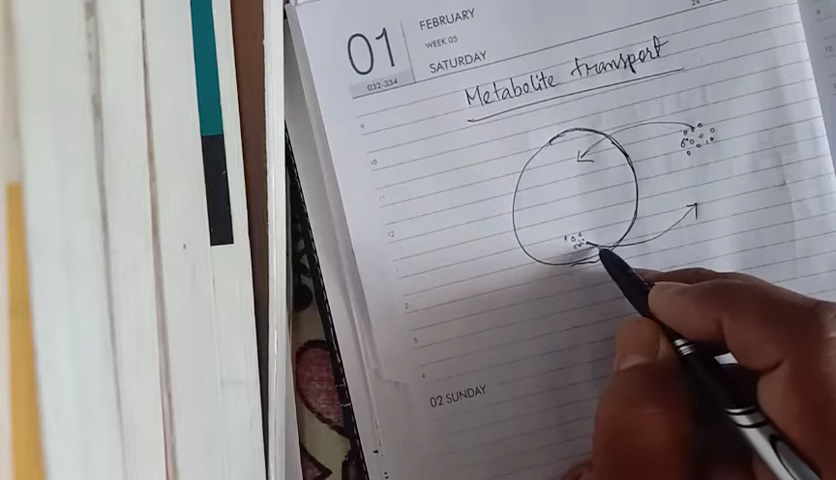 01
FEBRUARY
WEEK 05
SATURDAY
032-334
Metabolite transport
9
10
11
12
1
2
3
4
02 SUNDAY